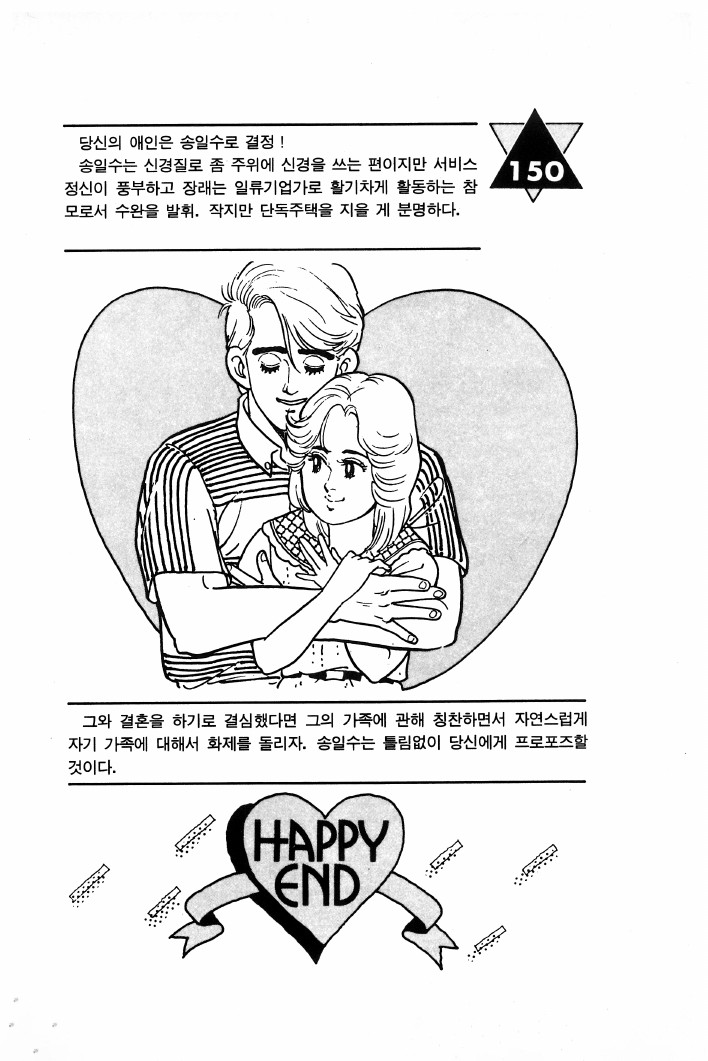 당신의 애인은 송일수로 결정 !
150
송일수는 신경질로 좀 주위에 신경을 쓰는 편이지만 서비스
정신이 풍부하고 장래는 일류기업가로 활기차게 활동하는 참
모로서 수완을 발휘. 작지만 단독주택을 지을 게 분명하다.
그와 결혼을 하기로 결심했다면 그의 가족에 관해 칭찬하면서 자연스럽게
자기 가족에 대해서 화제를 돌리자. 송일수는 틀림없이 당신에게 프로포즈할
것이다.
HAPPY
END